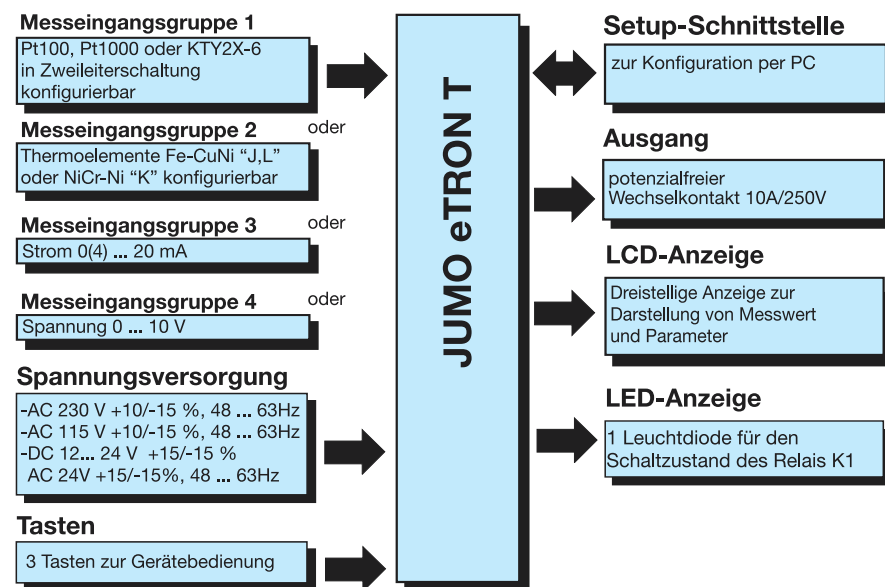 Messeingangsgruppe 1
Pt100, Pt1000 oder KTY2X-6
in Zweileiterschaltung
konfigurierbar
Messeingangsgruppe 2
oder
Thermoelemente Fe-CuNi “J,L”
oder NiCr-Ni “K” konfigurierbar
Messeingangsgruppe 3
oder
Strom 0(4) ... 20 mA
Messeingangsgruppe 4
oder
Spannung 0 ... 10 V
Spannungsversorgung
-AC 230 V +10/-15 %, 48 ... 63Hz
-AC 115 V +10/-15 %, 48 ... 63Hz
-DC 12... 24 V +15/-15 %
AC 24V +15/-15%, 48 ... 63Hz
Tasten
3 Tasten zur Gerätebedienung
JUMO eTRON T
Setup-Schnittstelle
zur Konfiguration per PC
Ausgang
potenzialfreier
Wechselkontakt 10A/250V
LCD-Anzeige
Dreistellige Anzeige zur
Darstellung von Messwert
und Parameter
LED-Anzeige
1 Leuchtdiode für den
Schaltzustand des Relais K1